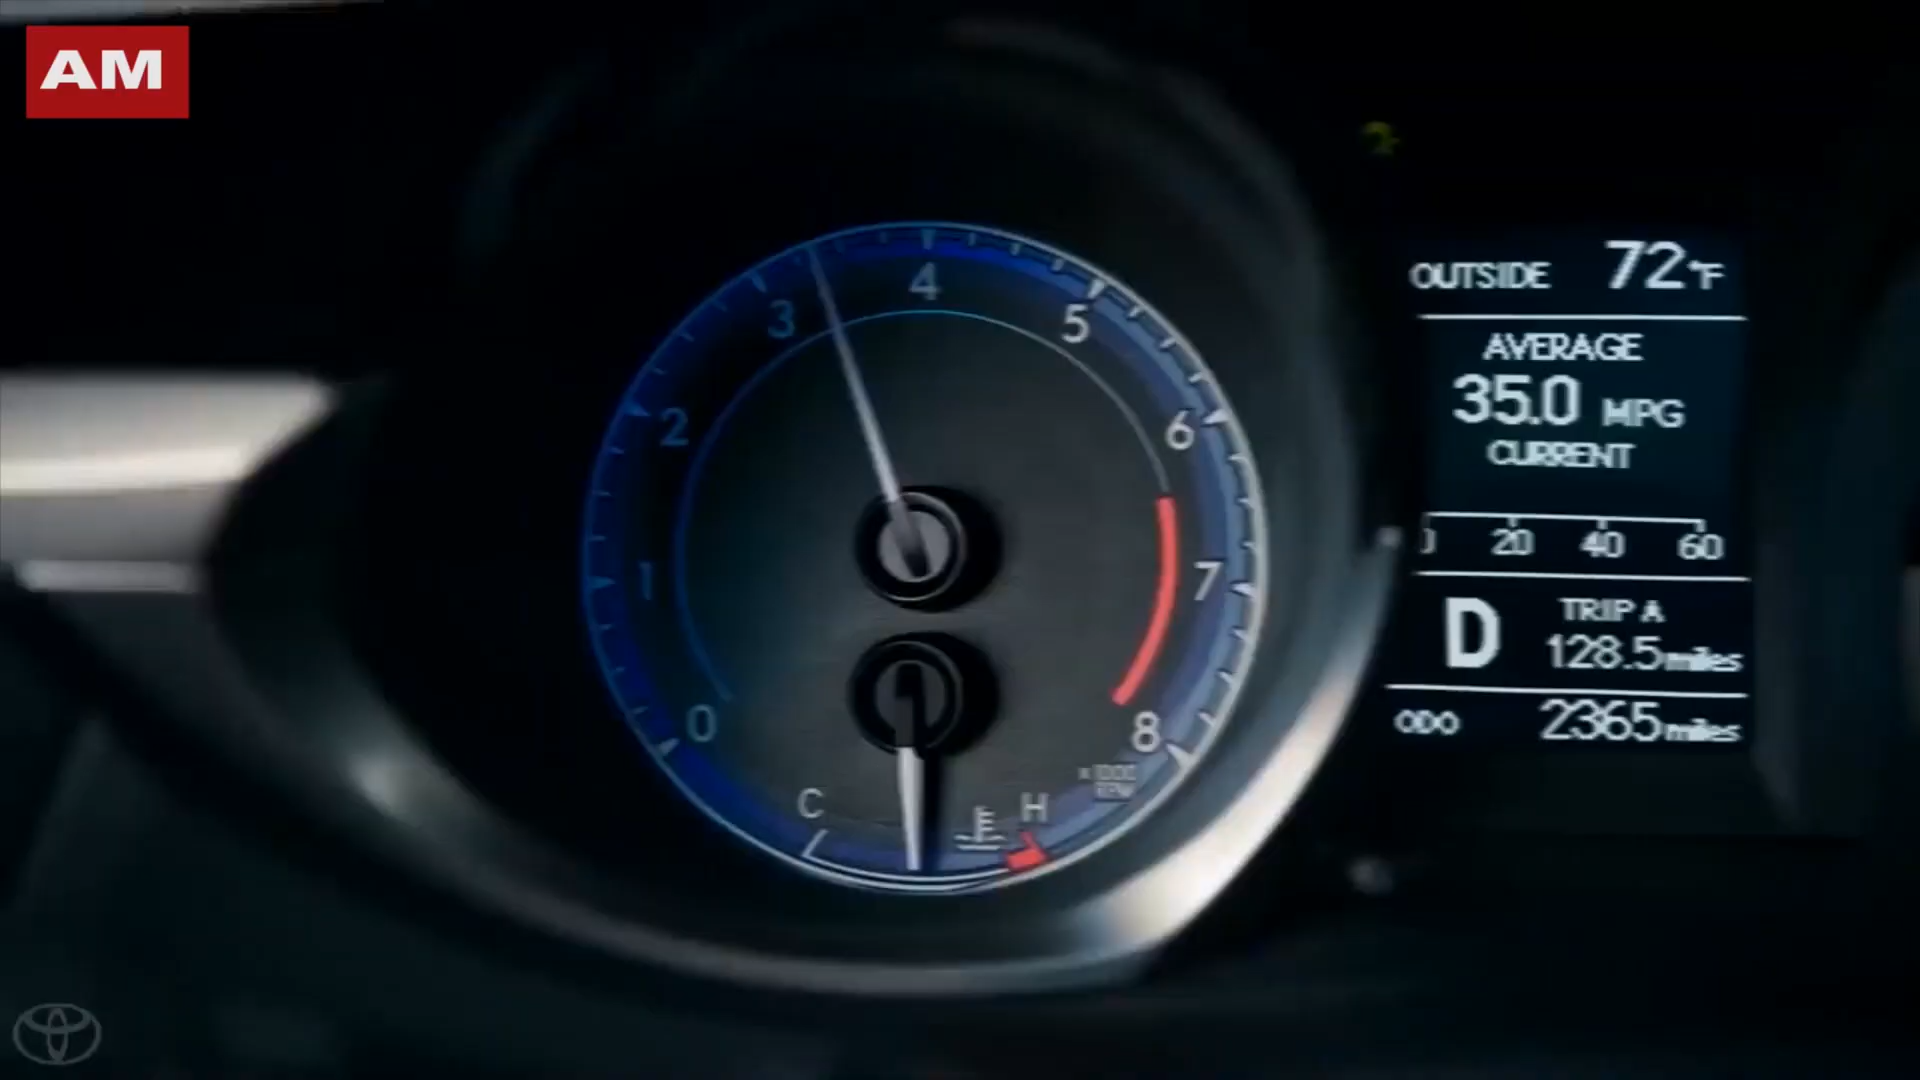 AM
OUTSIDE 72°F
AVERAGE
35.0 MPG
CURRENT
0 20 40 60
D TRIP A
128.5 miles
ODO 2365 miles
0 1 2 3 4 5 6 7 8
x1000
RPM
C H